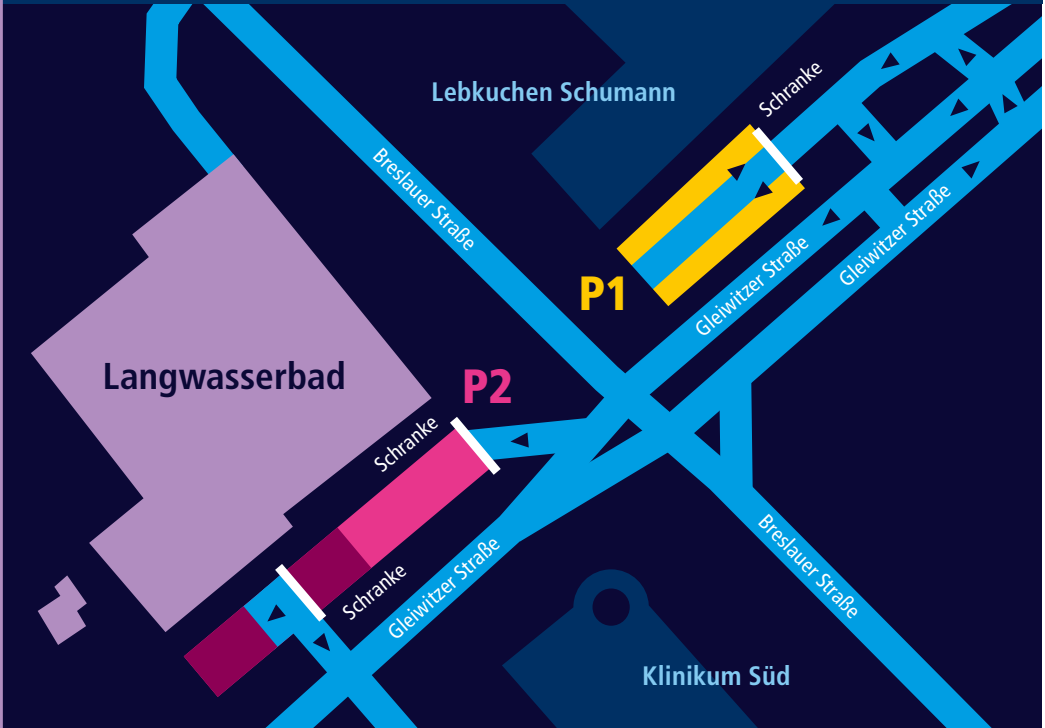 Lebkuchen Schumann
Schranke
Breslauer Straße
Gleiwitzer Straße
Gleiwitzer Straße
P1
Langwasserbad
P2
Schranke
Schranke
Gleiwitzer Straße
Breslauer Straße
Klinikum Süd